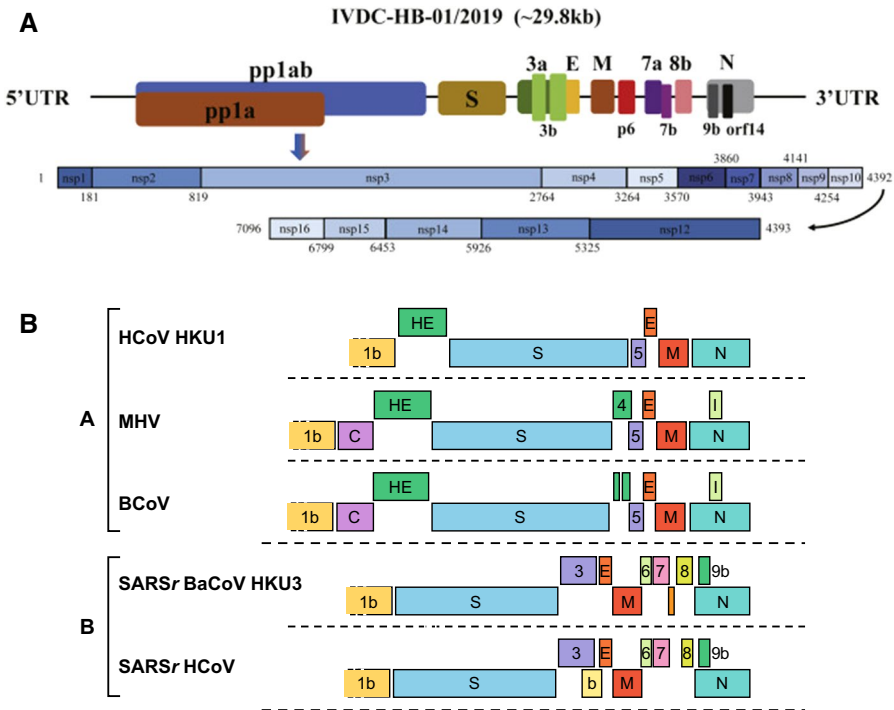 A
IVDC-HB-01/2019 (~29.8kb)
5’UTR
pp1ab
pp1a
S
3a
E
M
7a
8b
N
3b
p6
7b
9b
orf14
3’UTR
3860
4141
1
nsp1
nsp2
nsp3
nsp4
nsp5
nsp6
nsp7
nsp8
nsp9
nsp10
4392
181
819
2764
3264
3570
3943
4254
7096
nsp16
nsp15
nsp14
nsp13
nsp12
4393
6799
6453
5926
5325
B
A
HCoV HKU1
HE
E
1b
S
5
M
N
MHV
HE
4
E
I
1b
C
S
5
M
N
BCoV
HE
E
I
1b
C
S
5
M
N
B
SARSr BaCoV HKU3
3
E
6
7
8
9b
1b
S
M
N
SARSr HCoV
3
E
6
7
8
9b
1b
S
b
M
N